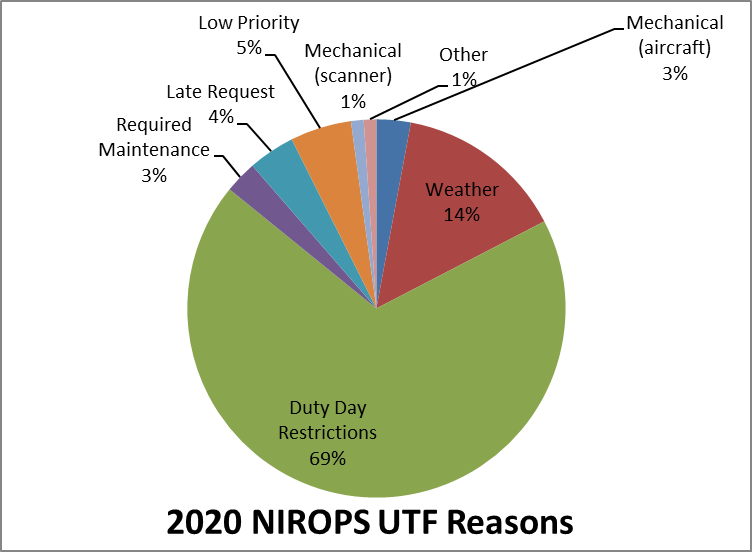 Low Priority
5%
Mechanical
(scanner)
1%
Other
1%
Mechanical
(aircraft)
3%
Late Request
4%
Required
Maintenance
3%
Weather
14%
Duty Day
Restrictions
69%
2020 NIROPS UTF Reasons